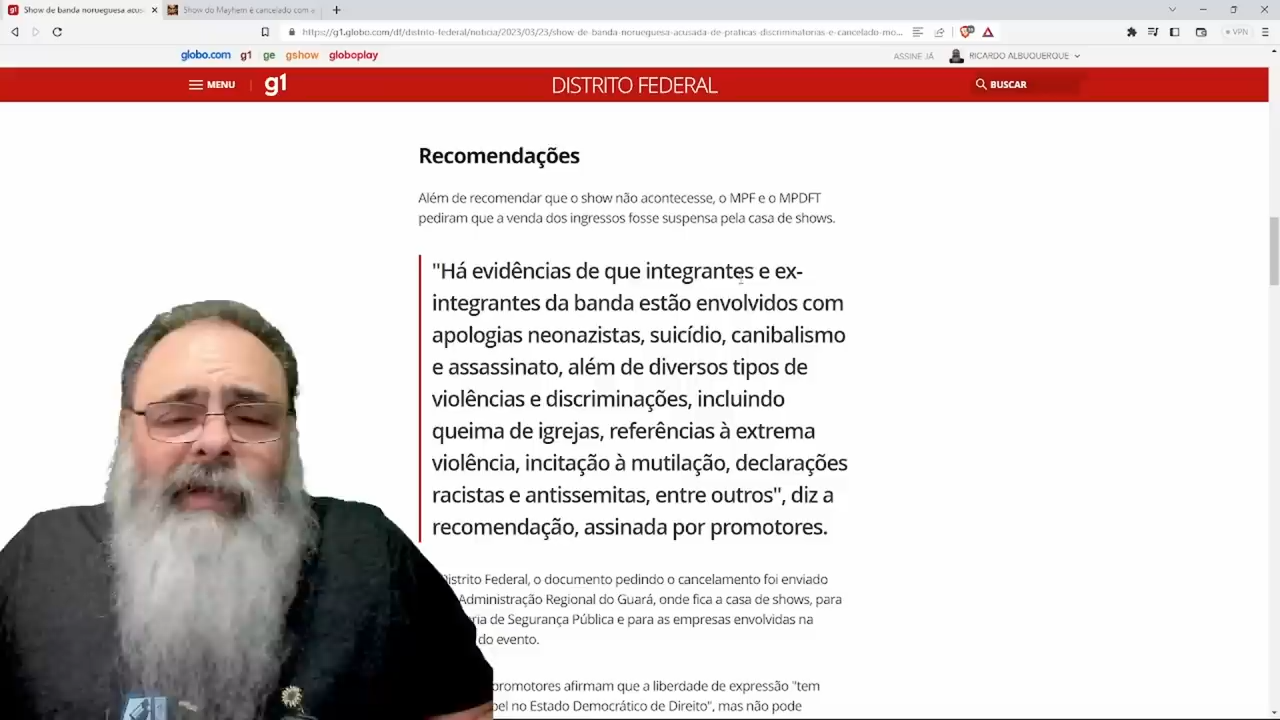 Show de banda norueguesa acus
Show do Mayhem é cancelado com a
https://g1.globo.com/df/distrito-federal/noticia/2023/03/23/show-de-banda-norueguesa-acusada-de-praticas-discriminatorias-e-cancelado-mo...
VPN
globo.com g1 ge gshow globoplay
ASSINE JÁ
RICARDO ALBUQUERQUE
MENU
g1
DISTRITO FEDERAL
BUSCAR
Recomendações
Além de recomendar que o show não acontecesse, o MPF e o MPDFT
pediram que a venda dos ingressos fosse suspensa pela casa de shows.
"Há evidências de que integrantes e ex-
integrantes da banda estão envolvidos com
apologias neonazistas, suicídio, canibalismo
e assassinato, além de diversos tipos de
violências e discriminações, incluindo
queima de igrejas, referências à extrema
violência, incitação à mutilação, declarações
racistas e antissemitas, entre outros", diz a
recomendação, assinada por promotores.
istrito Federal, o documento pedindo o cancelamento foi enviado
Administração Regional do Guará, onde fica a casa de shows, para
ria de Segurança Pública e para as empresas envolvidas na
do evento.
promotores afirmam que a liberdade de expressão "tem
pel no Estado Democrático de Direito", mas não pode